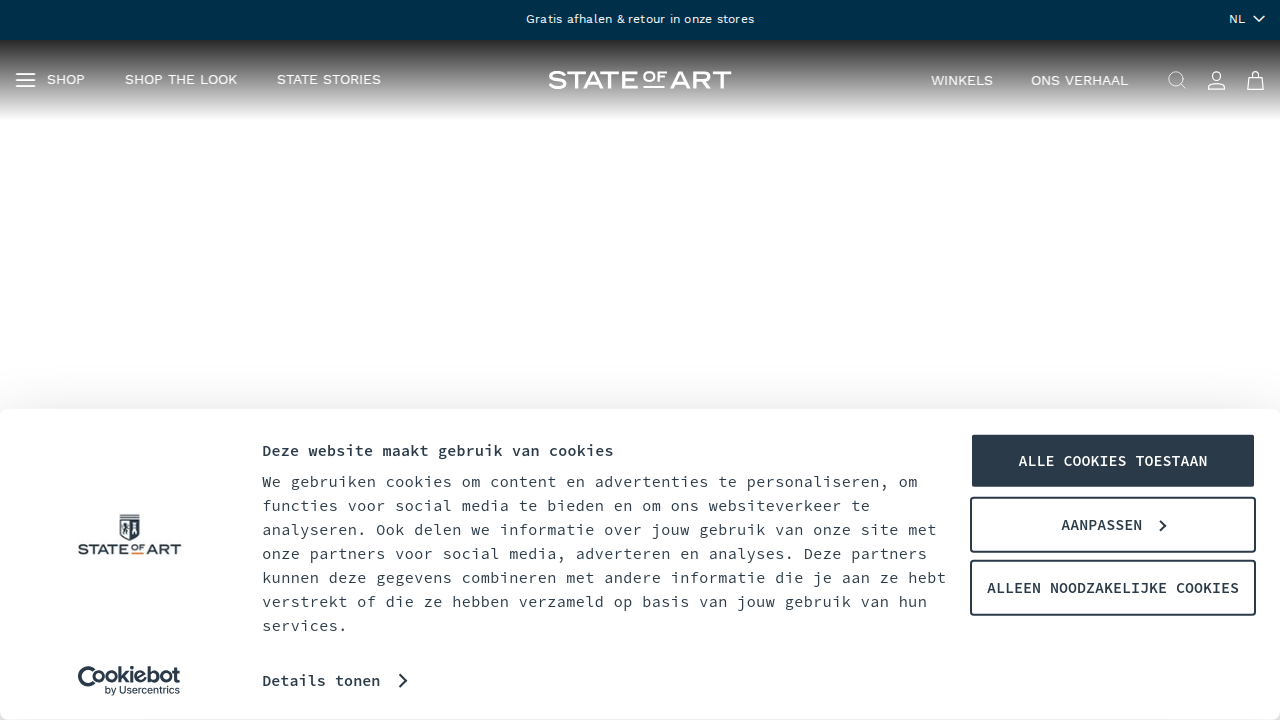 Gratis afhalen & retour in onze stores
NL
SHOP
SHOP THE LOOK
STATE STORIES
STATE OF ART
WINKELS
ONS VERHAAL
Deze website maakt gebruik van cookies
We gebruiken cookies om content en advertenties te personaliseren, om
functies voor social media te bieden en om ons websiteverkeer te
analyseren. Ook delen we informatie over jouw gebruik van onze site met
onze partners voor social media, adverteren en analyses. Deze partners
kunnen deze gegevens combineren met andere informatie die je aan ze hebt
verstrekt of die ze hebben verzameld op basis van jouw gebruik van hun
services.
ALLE COOKIES TOESTAAN
AANPASSEN
ALLEEN NOODZAKELIJKE COOKIES
STATE OF ART
Cookiebot
by Usercentrics
Details tonen